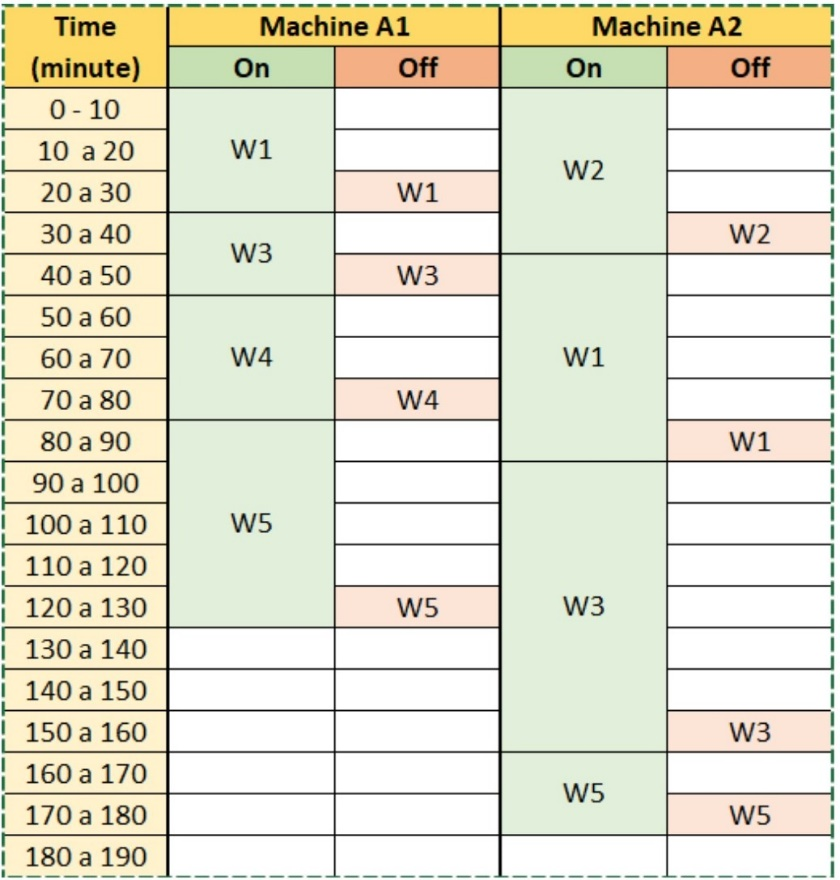 Time (minute) Machine A1 Machine A2
On Off On Off
0 - 10
10 a 20 W1 W2
20 a 30 W1
30 a 40 W3 W2
40 a 50 W3
50 a 60
60 a 70 W4 W1
70 a 80 W4
80 a 90 W1
90 a 100
100 a 110 W5
110 a 120
120 a 130 W5 W3
130 a 140
140 a 150
150 a 160 W3
160 a 170 W5
170 a 180 W5
180 a 190